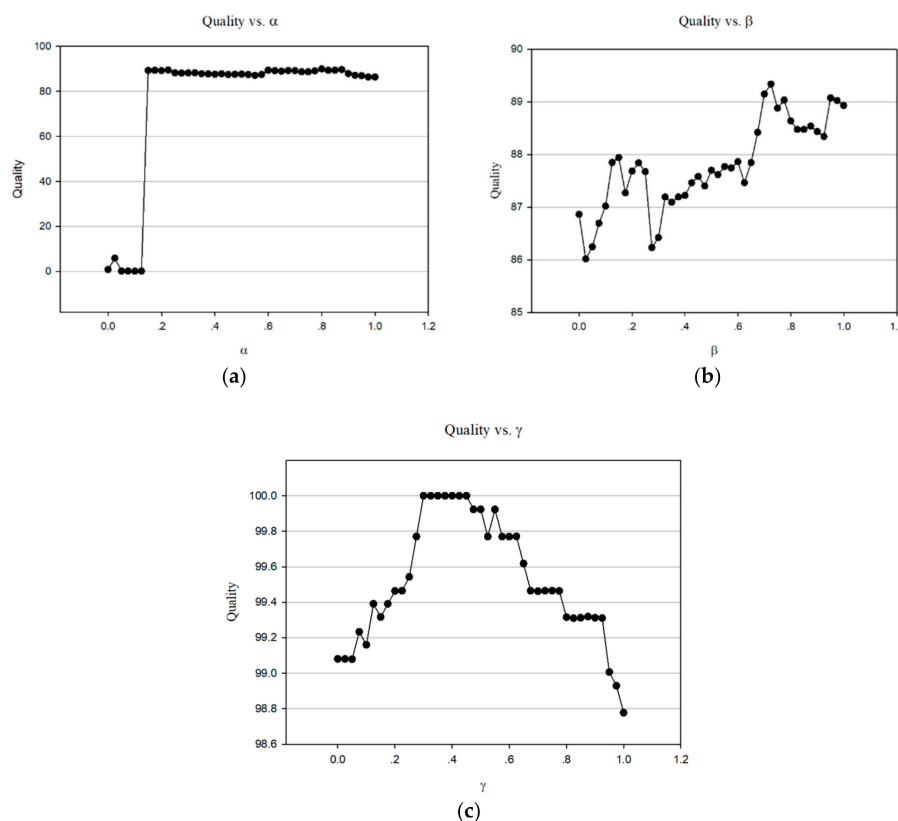 Quality vs. α
100
80
60
40
20
0
Quality
0.0 .2 .4 .6 .8 1.0 1.2
α
(a)
Quality vs. β
90
89
88
87
86
85
Quality
0.0 .2 .4 .6 .8 1.0 1.
β
(b)
Quality vs. γ
100.0
99.8
99.6
99.4
99.2
99.0
98.8
98.6
Quality
0.0 .2 .4 .6 .8 1.0 1.2
γ
(c)